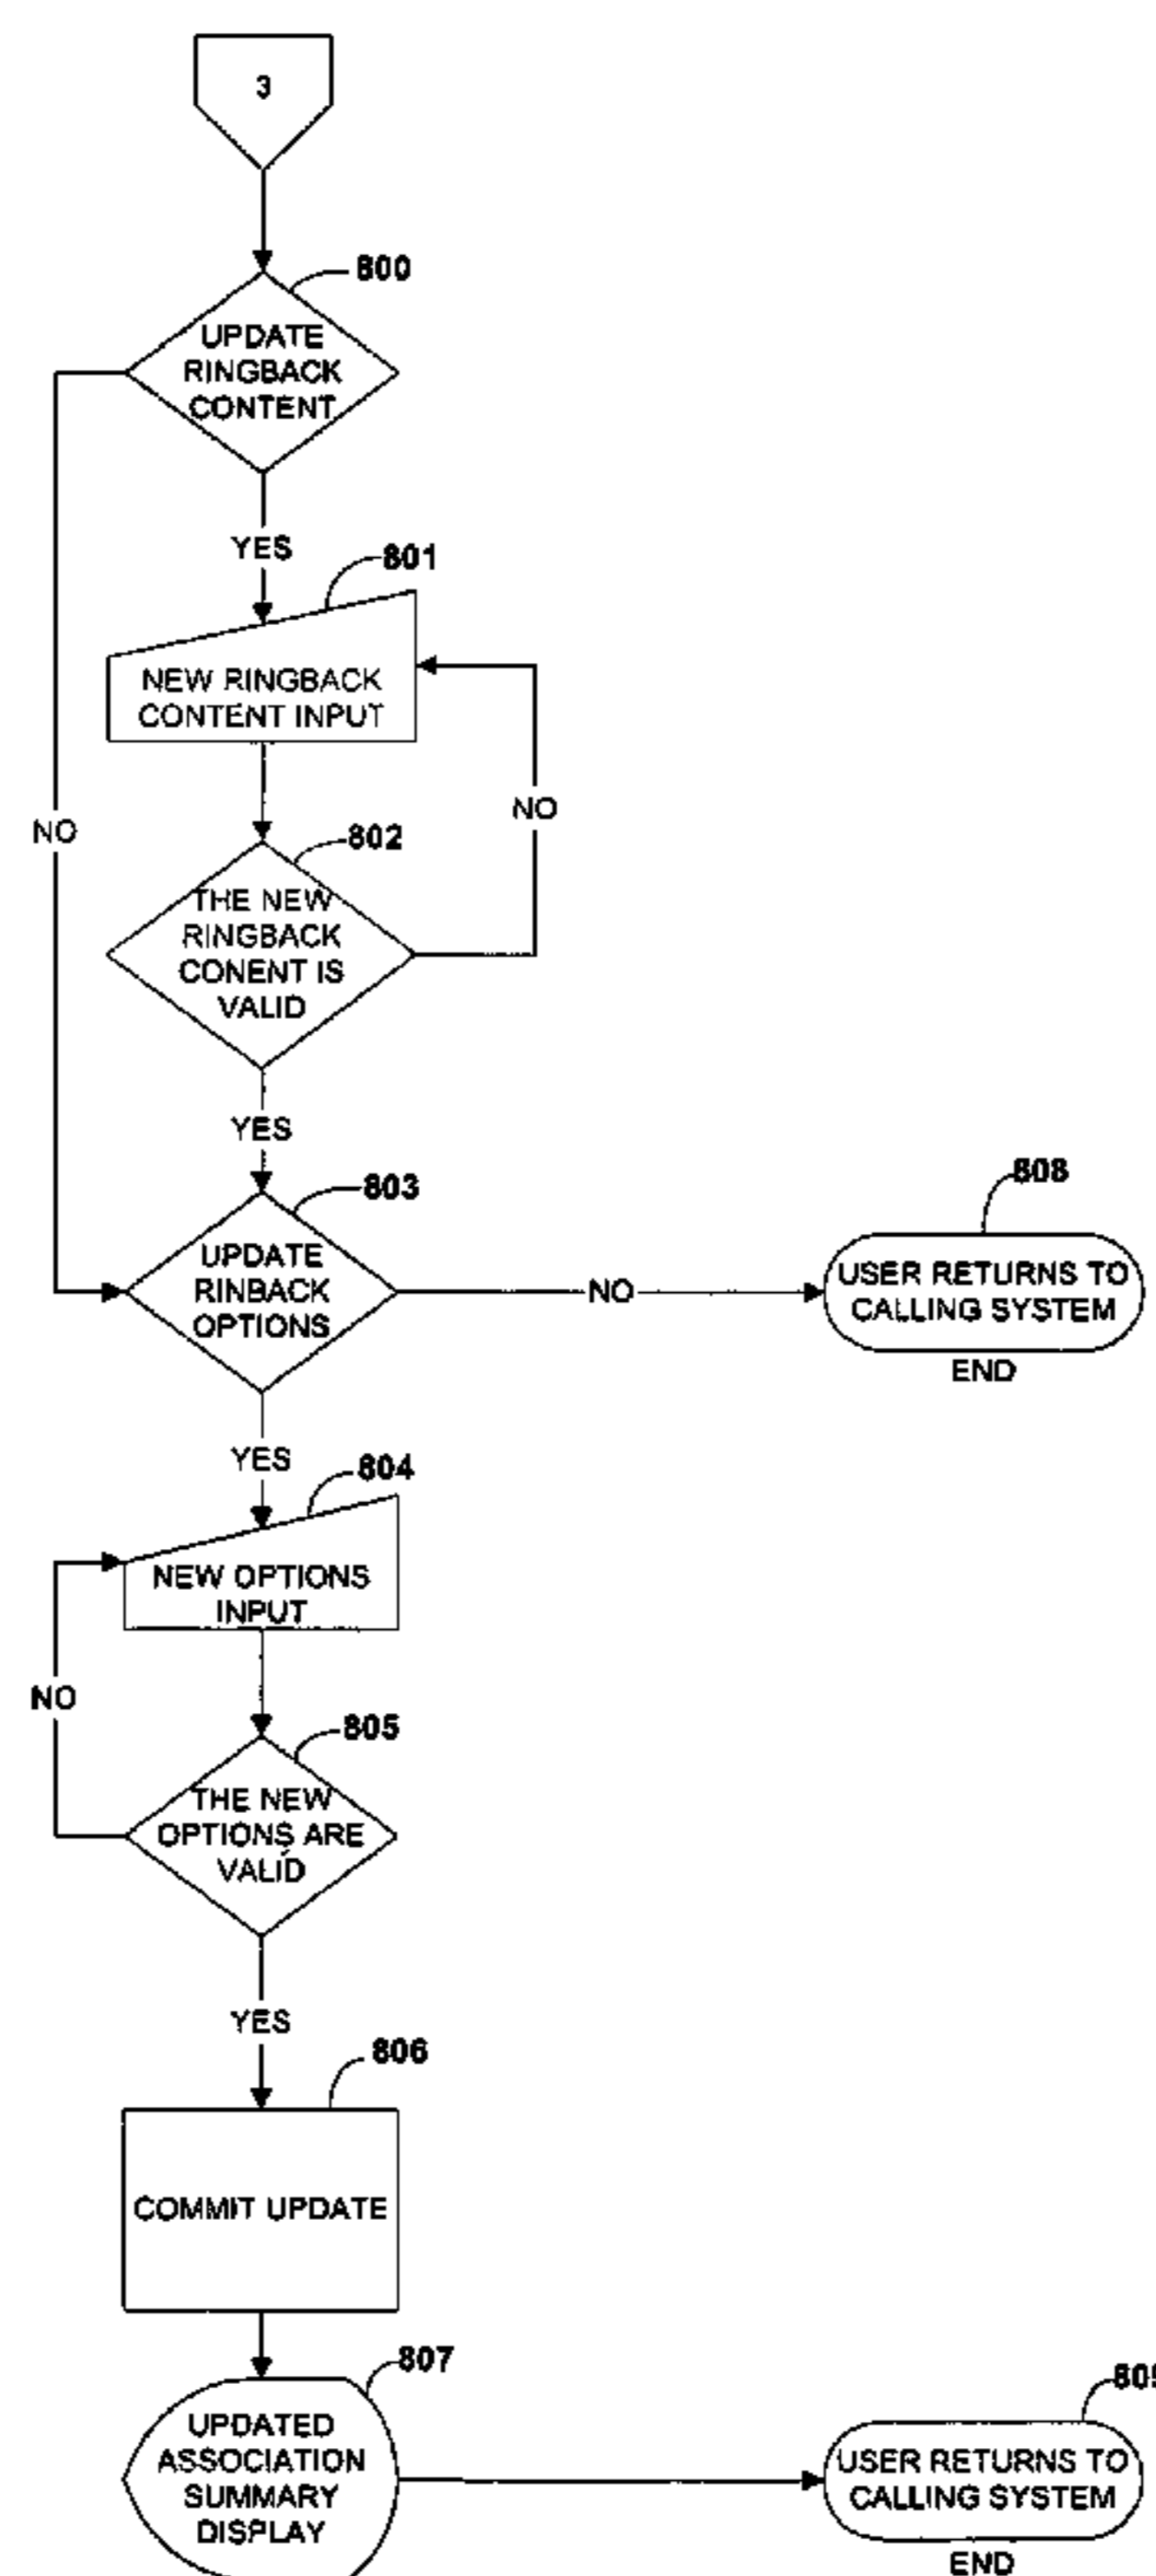 3
800
UPDATE
RINGBACK
CONTENT
YES
801
NEW RINGBACK
CONTENT INPUT
NO
NO
802
THE NEW
RINGBACK
CONENT IS
VALID
YES
803
UPDATE
RINBACK
OPTIONS
NO
808
USER RETURNS TO
CALLING SYSTEM
END
YES
804
NEW OPTIONS
INPUT
NO
805
THE NEW
OPTIONS ARE
VALID
YES
806
COMMIT UPDATE
807
UPDATED
ASSOCIATION
SUMMARY
DISPLAY
USER RETURNS TO
CALLING SYSTEM
END